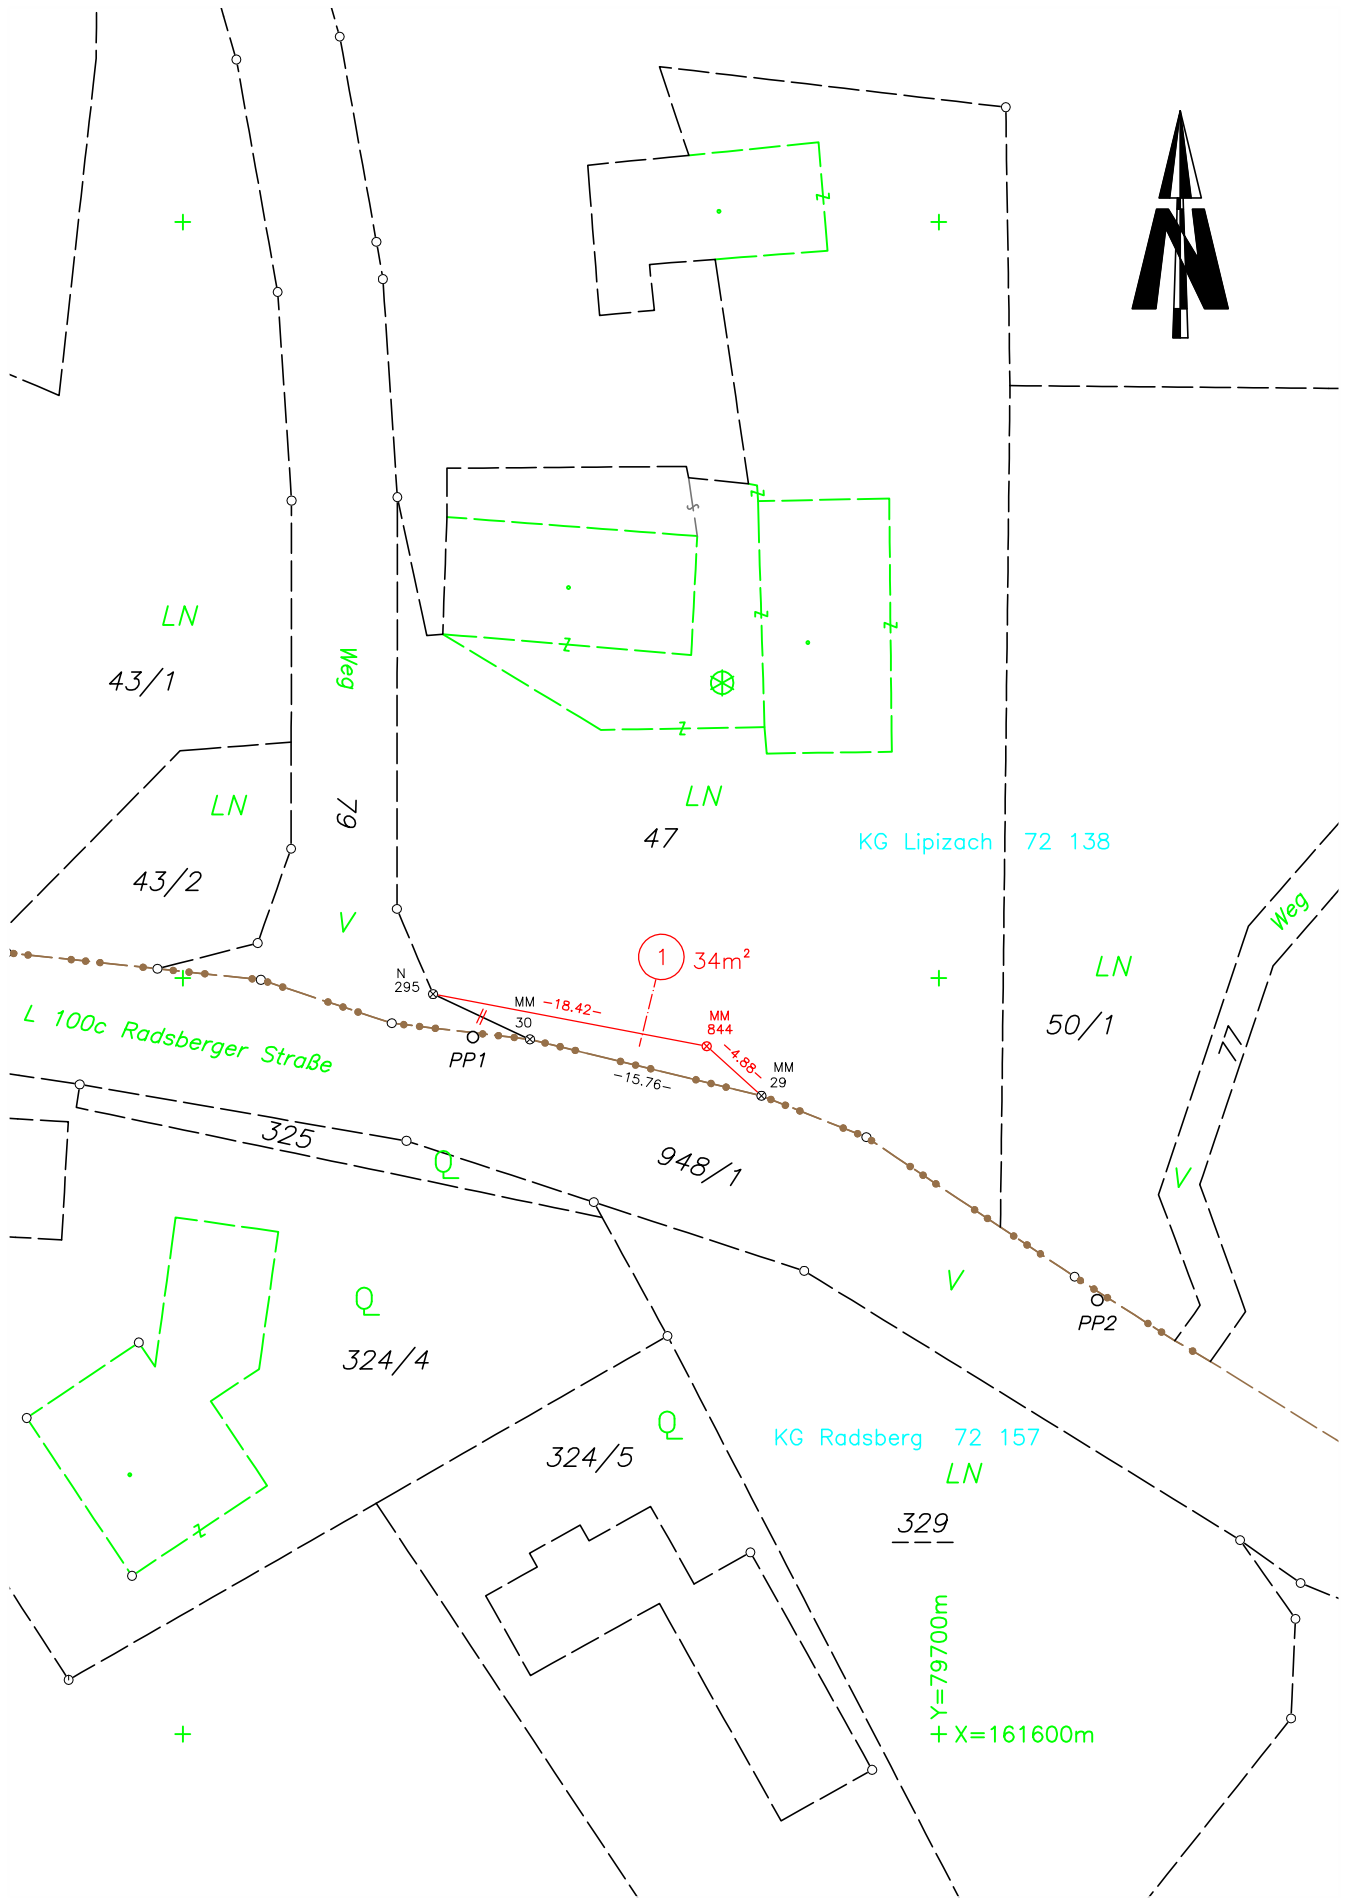 N
LN
43/1
Weg
LN
79
LN
47
KG Lipizach 72 138
43/2
V
Weg
1 34m²
LN
N
295
MM
30
-18.42-
MM
844
50/1
77
L 100c Radsberger Straße
PP1
-4.88-
-15.76-
MM
29
325
Q
948/1
V
Q
V
PP2
324/4
Q
KG Radsberg 72 157
324/5
LN
329
Y=79700m
X=161600m